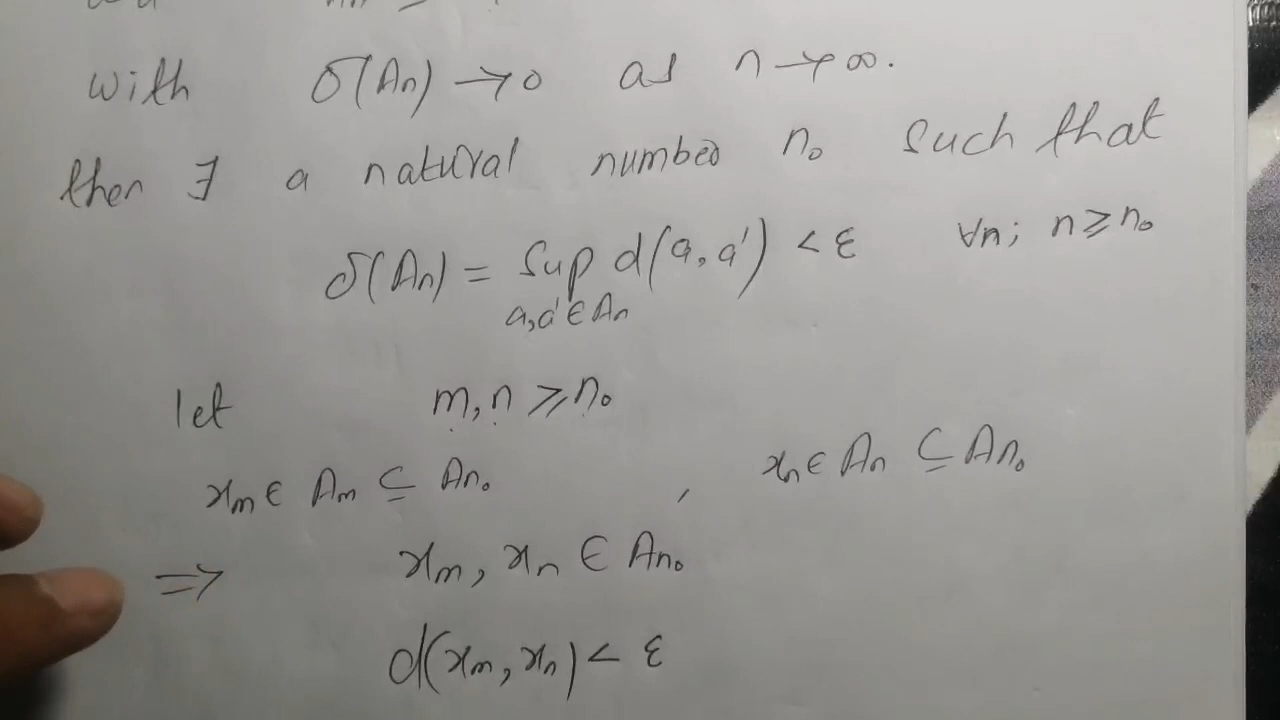 with δ(An) → 0 as n → ∞.
then ∃ a natural number n₀ such that
δ(An) = sup d(a, a') < ε ∀n; n ≥ n₀
a,a' ∈ An
let m, n ≥ n₀
xm ∈ Am ⊆ An₀ , xn ∈ An ⊆ An₀
⇒ xm, xn ∈ An₀
d(xm, xn) < ε